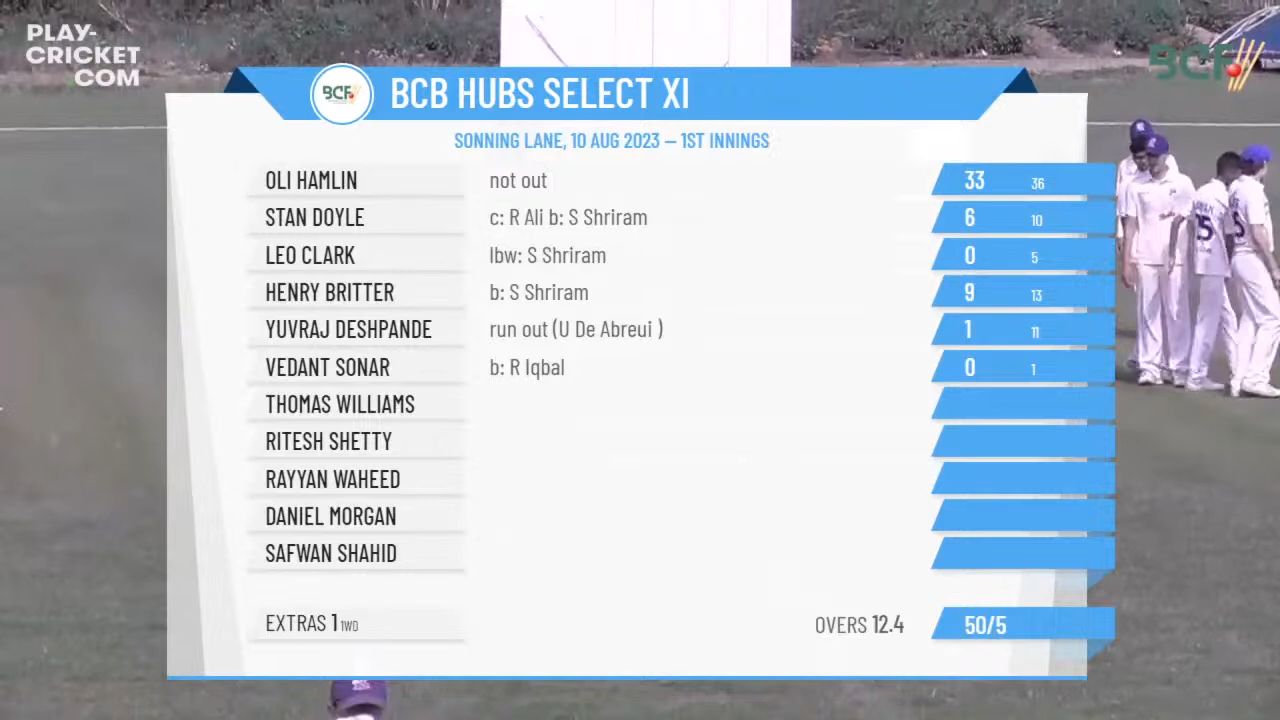 PLAY-
CRICKET
.COM
BCF
BCF
BCB HUBS SELECT XI
SONNING LANE, 10 AUG 2023 – 1ST INNINGS
OLI HAMLIN not out 33 36
STAN DOYLE c: R Ali b: S Shriram 6 10
LEO CLARK lbw: S Shriram 0 5
HENRY BRITTER b: S Shriram 9 13
YUVRAJ DESHPANDE run out (U De Abreui ) 1 11
VEDANT SONAR b: R Iqbal 0 1
THOMAS WILLIAMS
RITESH SHETTY
RAYYAN WAHEED
DANIEL MORGAN
SAFWAN SHAHID
EXTRAS 1 1WD OVERS 12.4 50/5